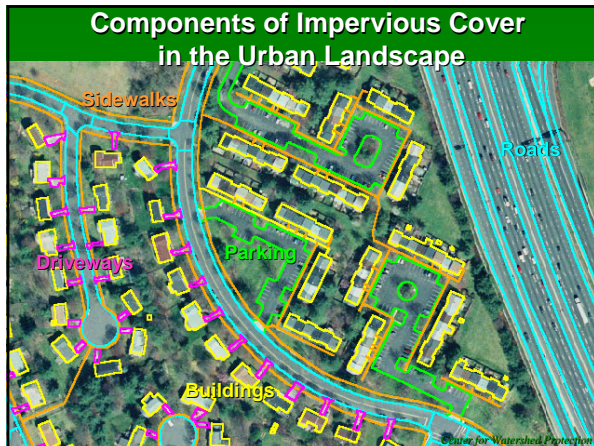 Components of Impervious Cover
in the Urban Landscape
Sidewalks
Roads
Parking
Driveways
Buildings
Center for Watershed Protection